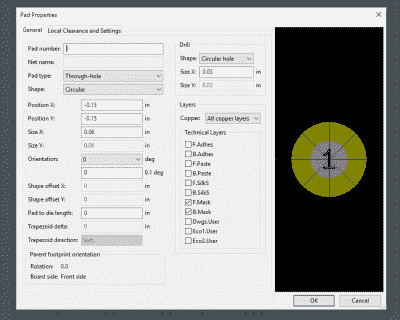 Pad Properties
General Local Clearance and Settings
Pad number:
Net name:
Pad type: Through-hole
Shape: Circular
Position X: -0.15 in
Position Y: -0.15 in
Size X: 0.06 in
Size Y: 0.06 in
Orientation: 0 deg
0 0.1 deg
Shape offset X: 0 in
Shape offset Y: 0 in
Pad to die length: 0 in
Trapezoid delta: 0 in
Trapezoid direction: Vert.
Parent footprint orientation
Rotation: 0.0
Board side: Front side
Drill
Shape: Circular hole
Size X: 0.03 in
Size Y: 0.03 in
Layers
Copper: All copper layers
Technical Layers
F.Adhes
B.Adhes
F.Paste
B.Paste
F.SilkS
B.SilkS
F.Mask
B.Mask
Dwgs.User
Eco1.User
Eco2.User
1
OK Cancel